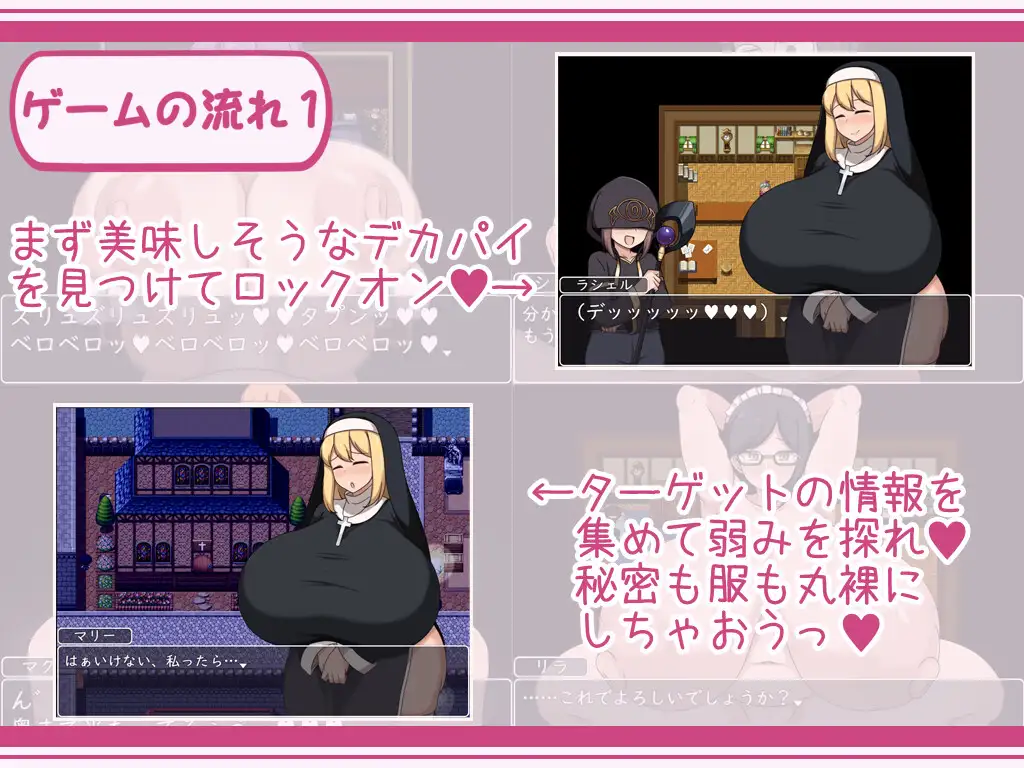 ゲームの流れ1
まず美味しそうなデカパイ
を見つけてロックオン♥→
ズリュズリュズリュッ♥ タプンッ♥♥
ベロベロッ♥ベロベロッ♥ベロベロッ♥
ラシェル
(デッッッッッ♥♥♥)
分か
もう
←ターゲットの情報を
集めて弱みを探れ♥
秘密も服も丸裸に
しちゃおうっ♥
マリー
はぁいけない、私ったら…
マク
リラ
……これでよろしいでしょうか?